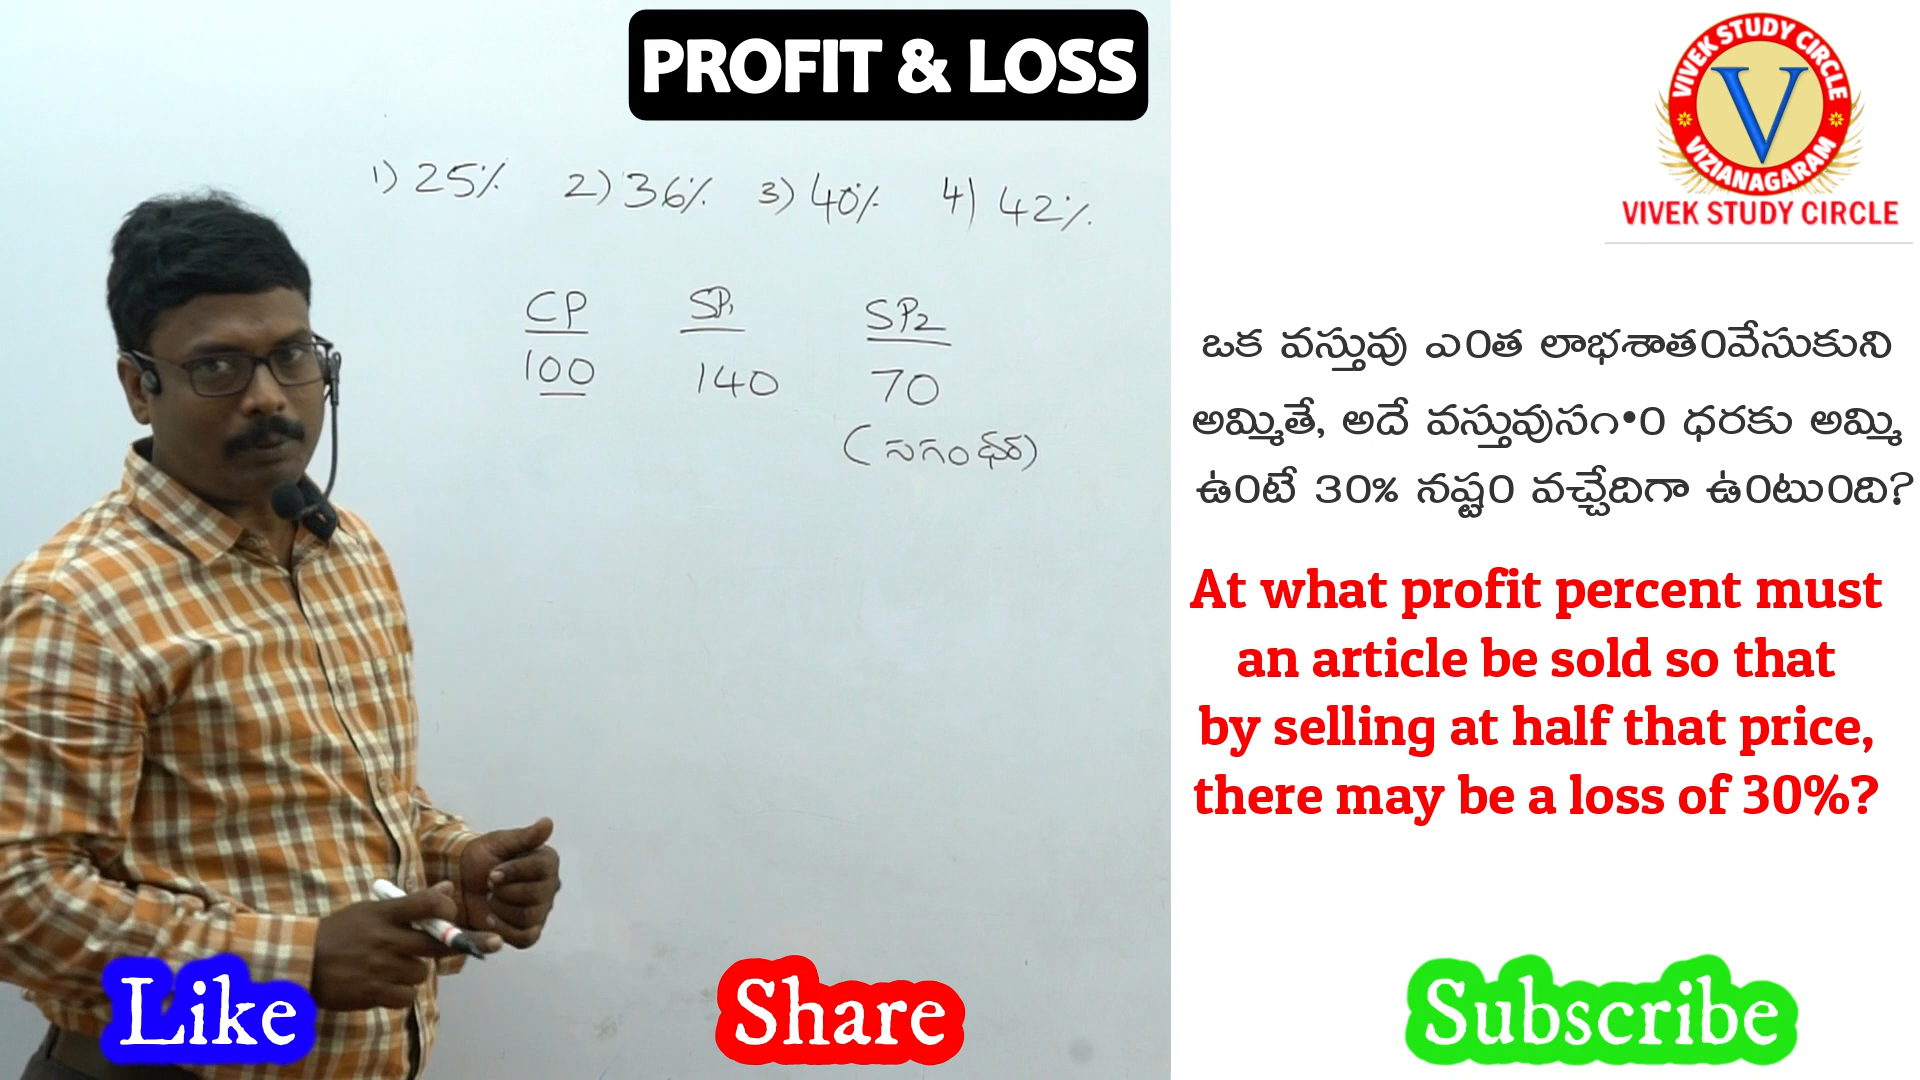 PROFIT & LOSS
1) 25% 2) 36% 3) 40% 4) 42%
CP SP1 SP2
100 140 70
(సగం ధర)
VIVEK STUDY CIRCLE
V
VIZIANAGARAM
VIVEK STUDY CIRCLE
ఒక వస్తువు ఎంత లాభశాతంవేసుకుని
అమ్మితే, అదే వస్తువుసగ•ం ధరకు అమ్మి
ఉంటే 30% నష్టం వచ్చేదిగా ఉంటుంది?
At what profit percent must
an article be sold so that
by selling at half that price,
there may be a loss of 30%?
Like Share Subscribe